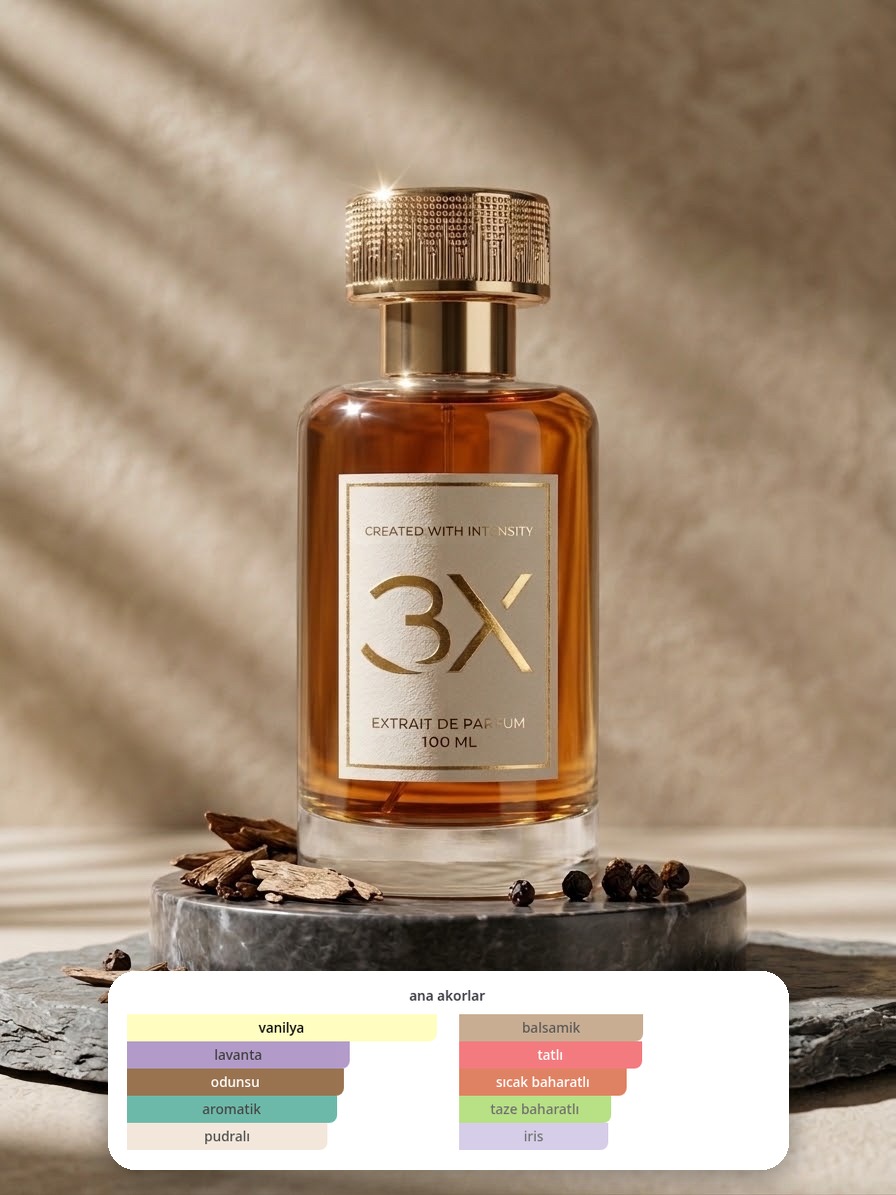 CREATED WITH INTENSITY
3X
EXTRAIT DE PARFUM
100 ML
ana akorlar
vanilya
lavanta
odunsu
aromatik
pudralı
balsamik
tatlı
sıcak baharatlı
taze baharatlı
iris